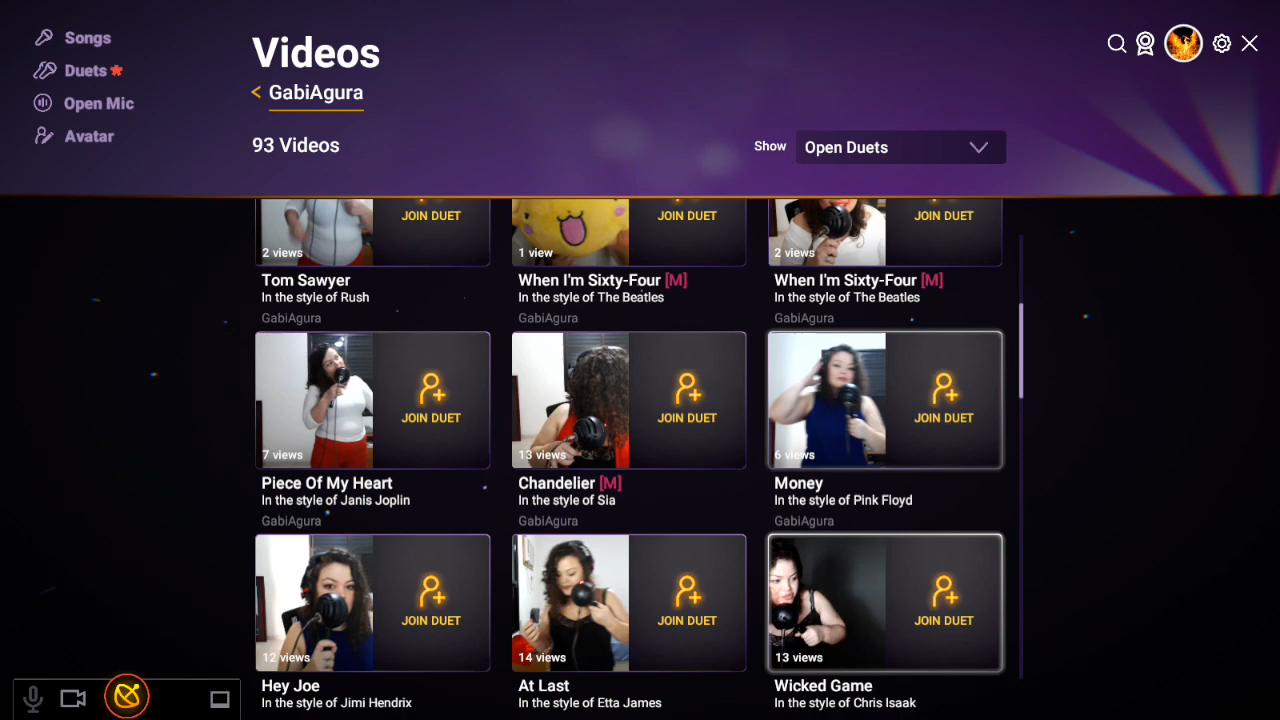 Songs
Duets *
Open Mic
Avatar
Videos
< GabiAgura
93 Videos
Show
Open Duets
JOIN DUET
JOIN DUET
JOIN DUET
2 views
1 view
2 views
Tom Sawyer
In the style of Rush
GabiAgura
When I'm Sixty-Four [M]
In the style of The Beatles
GabiAgura
When I'm Sixty-Four [M]
In the style of The Beatles
GabiAgura
JOIN DUET
JOIN DUET
JOIN DUET
7 views
13 views
6 views
Piece Of My Heart
In the style of Janis Joplin
GabiAgura
Chandelier [M]
In the style of Sia
GabiAgura
Money
In the style of Pink Floyd
GabiAgura
JOIN DUET
JOIN DUET
JOIN DUET
12 views
14 views
13 views
Hey Joe
In the style of Jimi Hendrix
At Last
In the style of Etta James
Wicked Game
In the style of Chris Isaak